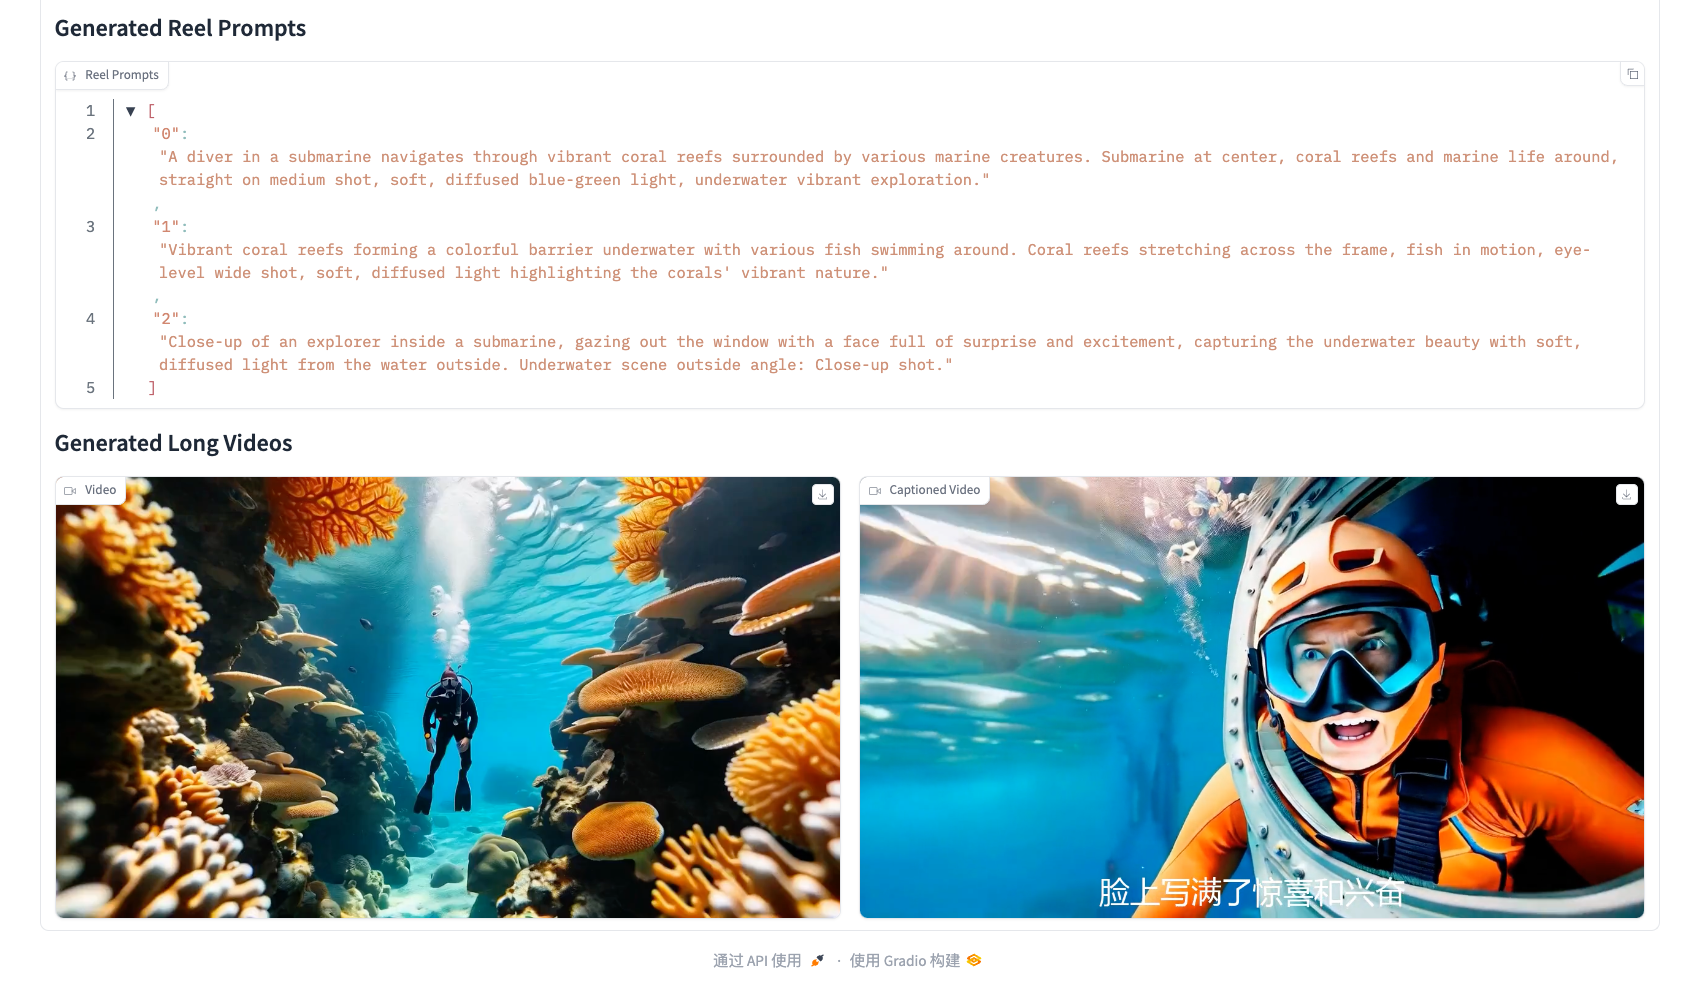 Generated Reel Prompts
Reel Prompts
1 [
2 "0":
"A diver in a submarine navigates through vibrant coral reefs surrounded by various marine creatures. Submarine at center, coral reefs and marine life around,
straight on medium shot, soft, diffused blue-green light, underwater vibrant exploration."
,
3 "1":
"Vibrant coral reefs forming a colorful barrier underwater with various fish swimming around. Coral reefs stretching across the frame, fish in motion, eye-
level wide shot, soft, diffused light highlighting the corals' vibrant nature."
,
4 "2":
"Close-up of an explorer inside a submarine, gazing out the window with a face full of surprise and excitement, capturing the underwater beauty with soft,
diffused light from the water outside. Underwater scene outside angle: Close-up shot."
5 ]
Generated Long Videos
Video
Captioned Video
脸上写满了惊喜和兴奋
通过 API 使用 · 使用 Gradio 构建